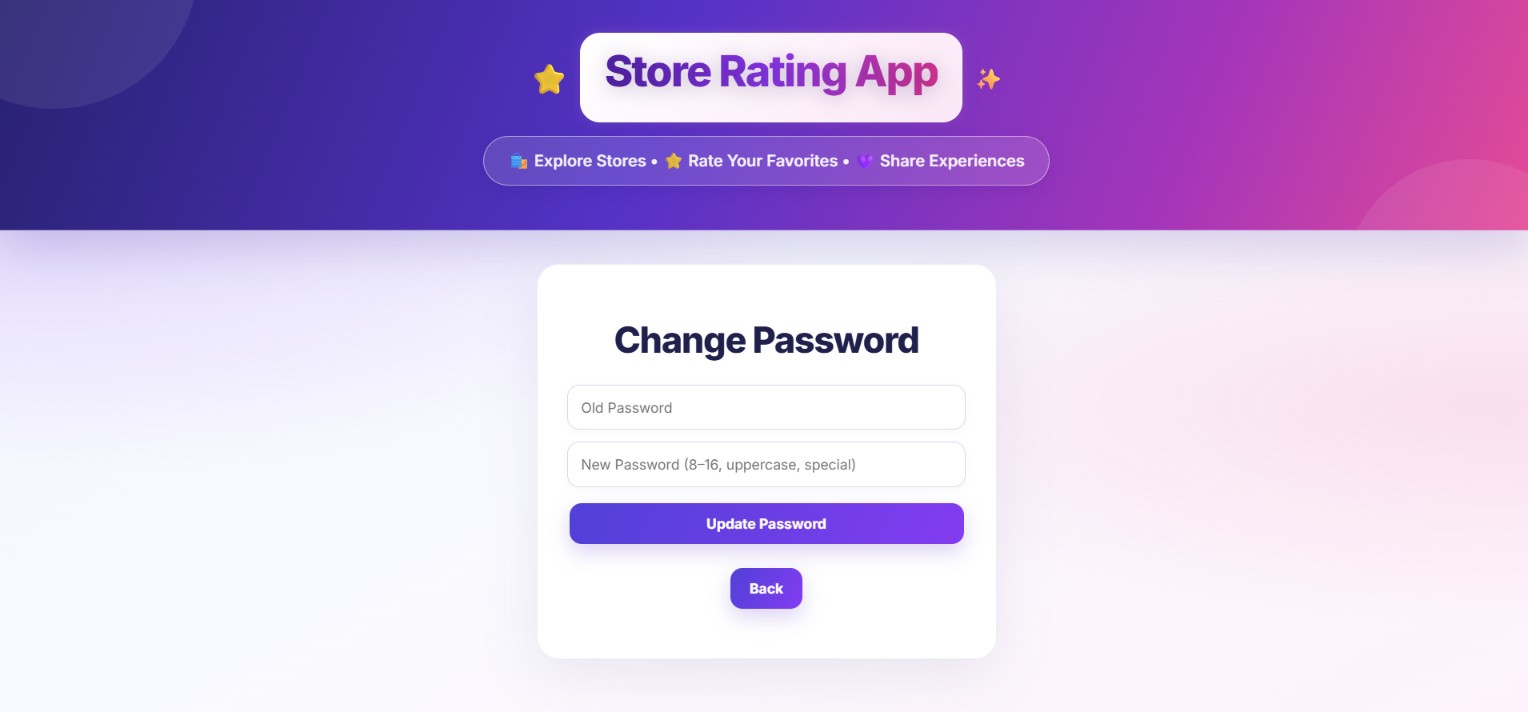 Store Rating App
Explore Stores • Rate Your Favorites • Share Experiences
Change Password
Old Password
New Password (8–16, uppercase, special)
Update Password
Back